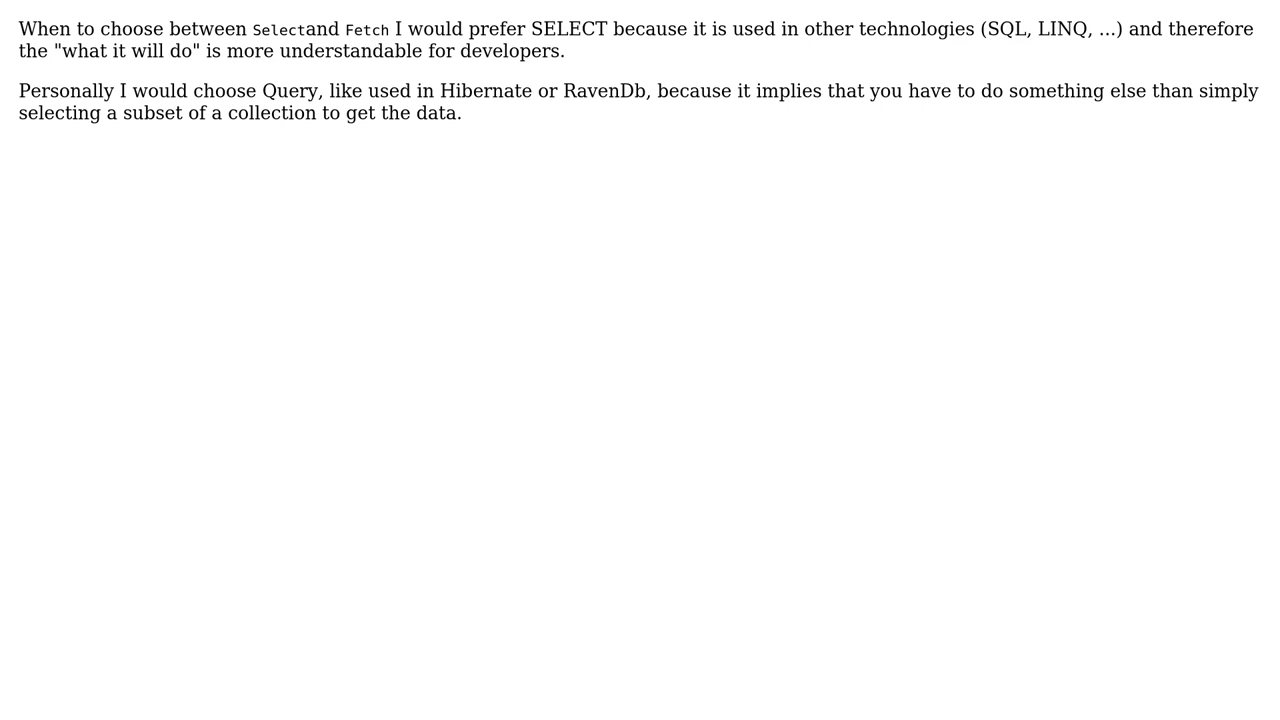 When to choose between Selectand Fetch I would prefer SELECT because it is used in other technologies (SQL, LINQ, ...) and therefore
the "what it will do" is more understandable for developers.
Personally I would choose Query, like used in Hibernate or RavenDb, because it implies that you have to do something else than simply
selecting a subset of a collection to get the data.